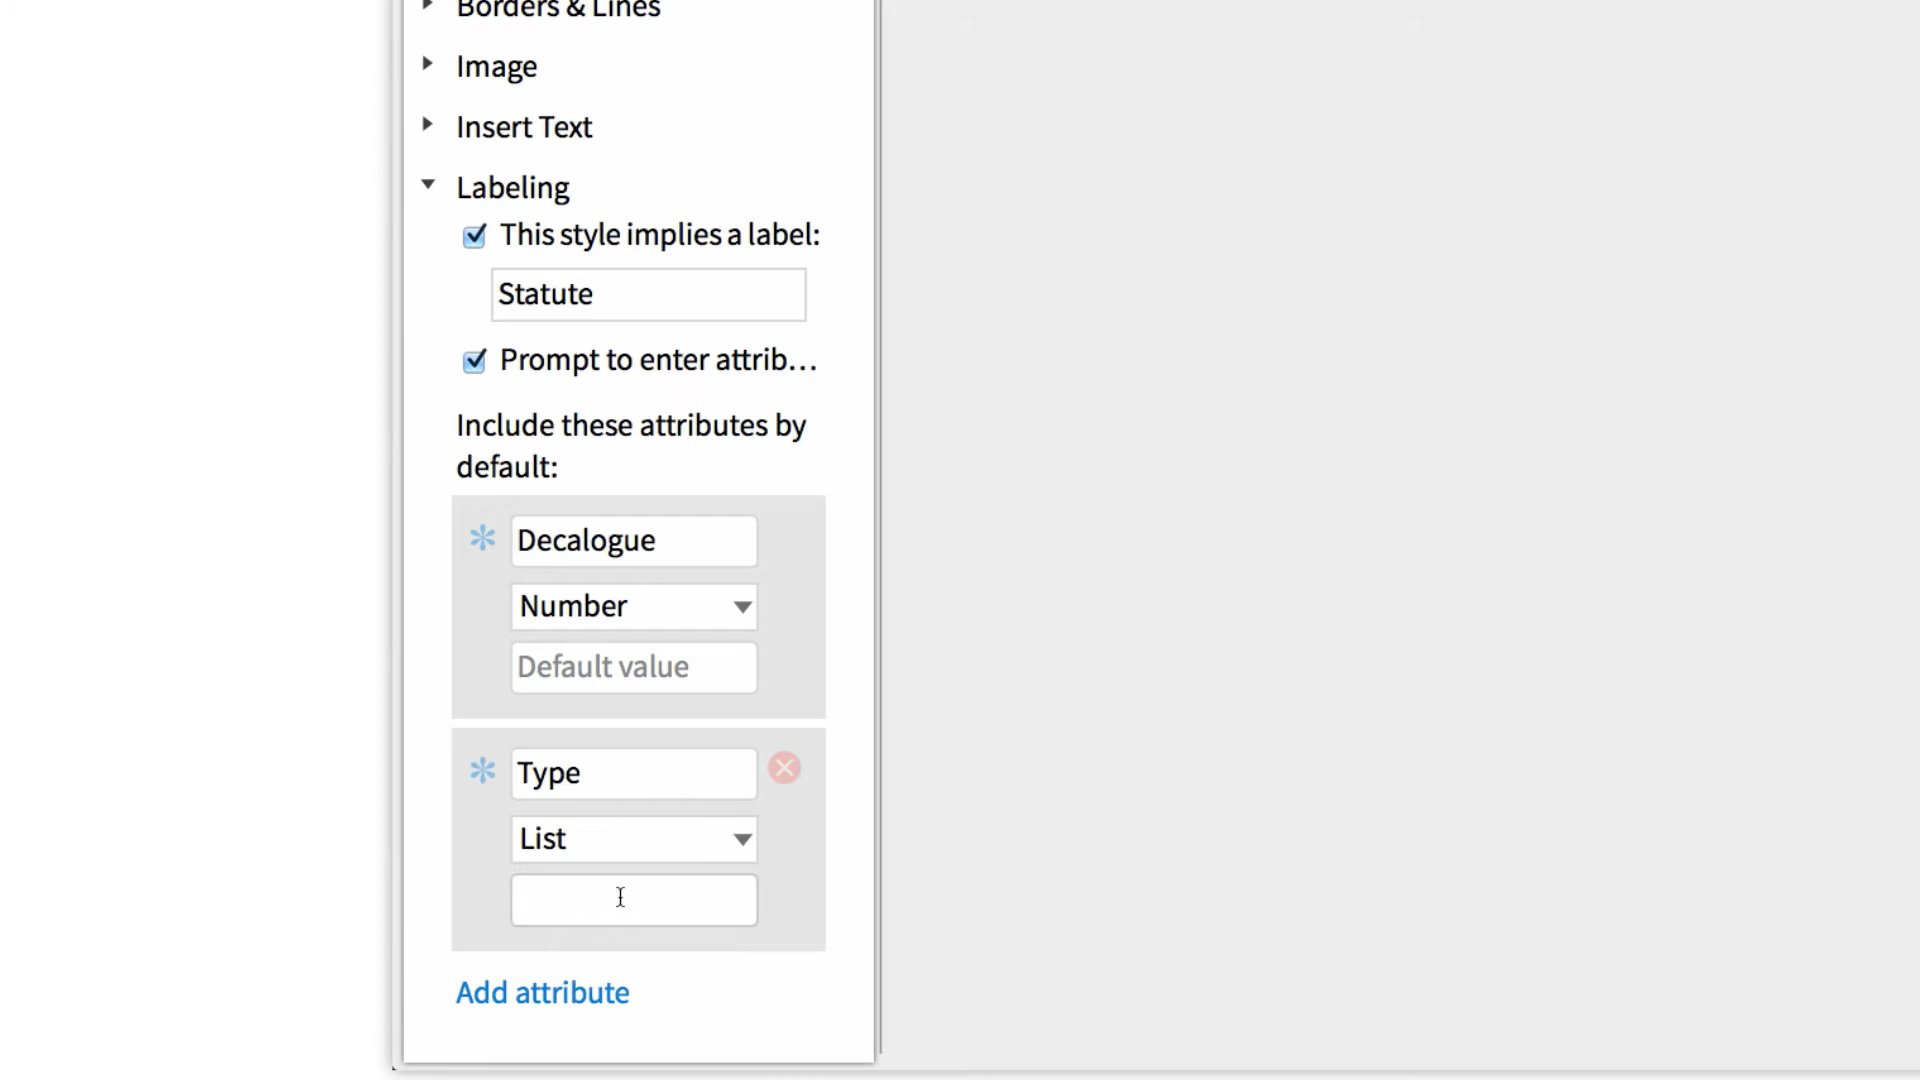 Borders & Lines
Image
Insert Text
Labeling
This style implies a label:
Statute
Prompt to enter attrib...
Include these attributes by
default:
Decalogue
Number
Default value
Type
List
Add attribute